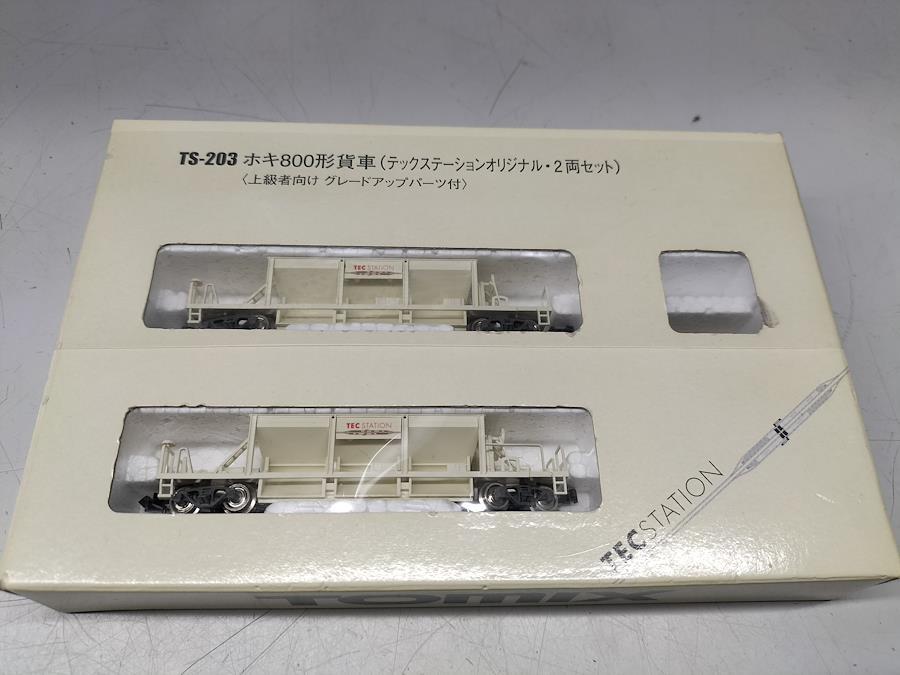 TS-203 ホキ800形貨車(テックステーションオリジナル・2両セット)
〈上級者向け グレードアップパーツ付〉
TEC STATION
TEC STATION
TECSTATION
TOMIX